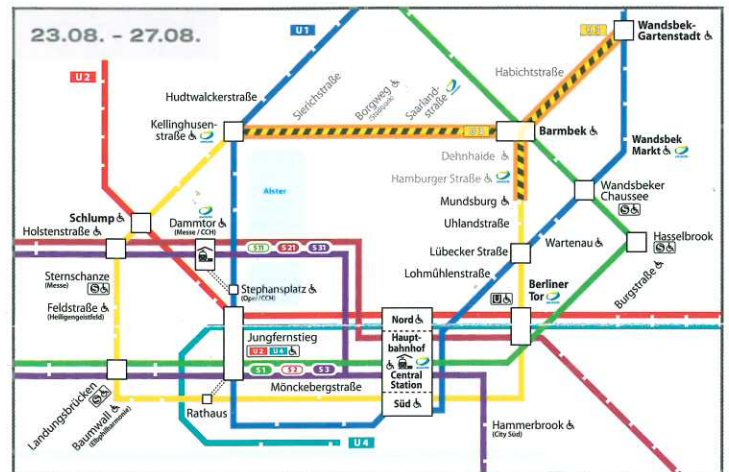 23.08. - 27.08.
U1
U3
Wandsbek-
Gartenstadt
U2
Habichtstraße
Hudtwalckerstraße
Sierichstraße
Borgweg
(Stadtpark)
Saarland-
straße
Kellinghusen-
straße
U3
Barmbek
Wandsbek
Markt
Dehnhaide
Hamburger Straße
Mundsburg
Wandsbeker
Chaussee
S
Alster
Schlump
Holstenstraße
Dammtor
(Messe / CCH)
Uhlandstraße
Lübecker Straße
Wartenau
Hasselbrook
S
S11
S21
S31
Sternschanze
(Messe)
S
Lohmühlenstraße
Burgstraße
Stephansplatz
(Oper/CCH)
U
Berliner
Tor
Feldstraße
(Heiligengeistfeld)
Nord
Jungfernstieg
U2 U4
Haupt-
bahnhof
Central
Station
S1
S2
S3
Mönckebergstraße
Süd
Landungsbrücken
S
Baumwall
(Elbphilharmonie)
Rathaus
Hammerbrook
(City Süd)
U4